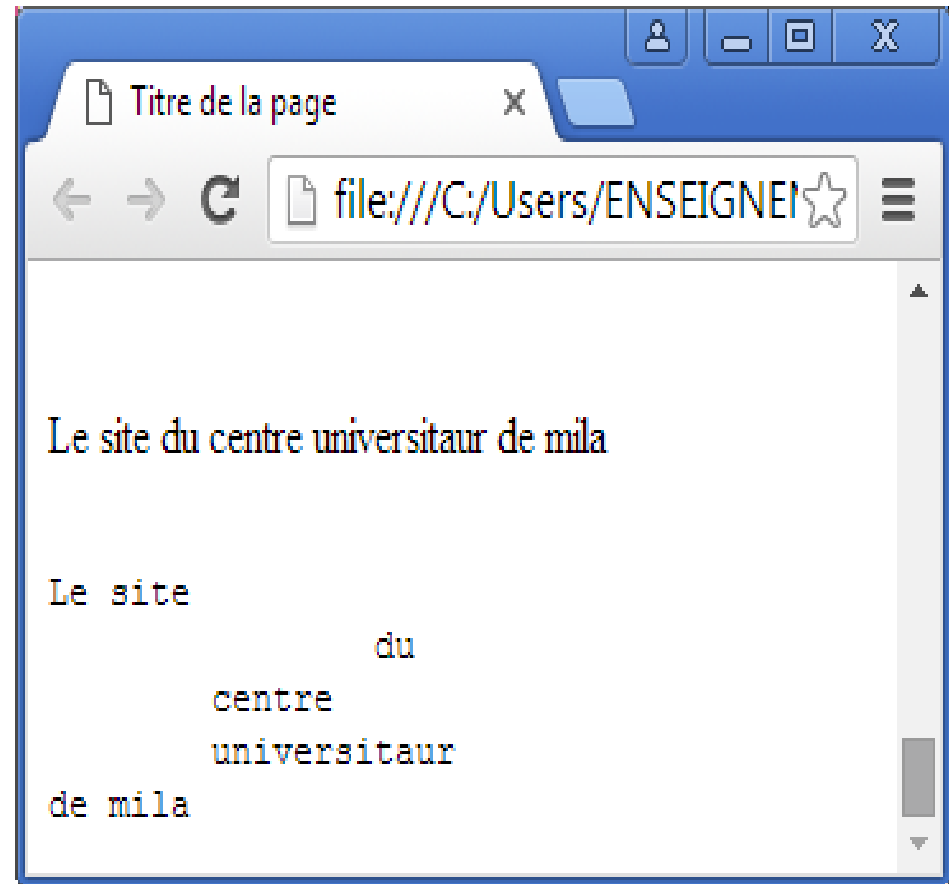 Titre de la page
file:///C:/Users/ENSEIGNEI
Le site du centre universitaur de mila
Le site
du
centre
universitaur
de mila